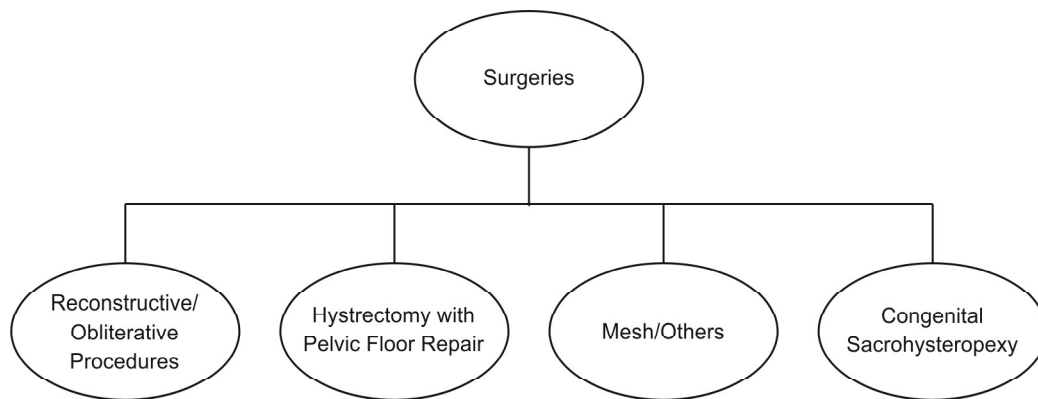 Surgeries
Reconstructive/
Obliterative
Procedures
Hystrectomy with
Pelvic Floor Repair
Mesh/Others
Congenital
Sacrohysteropexy